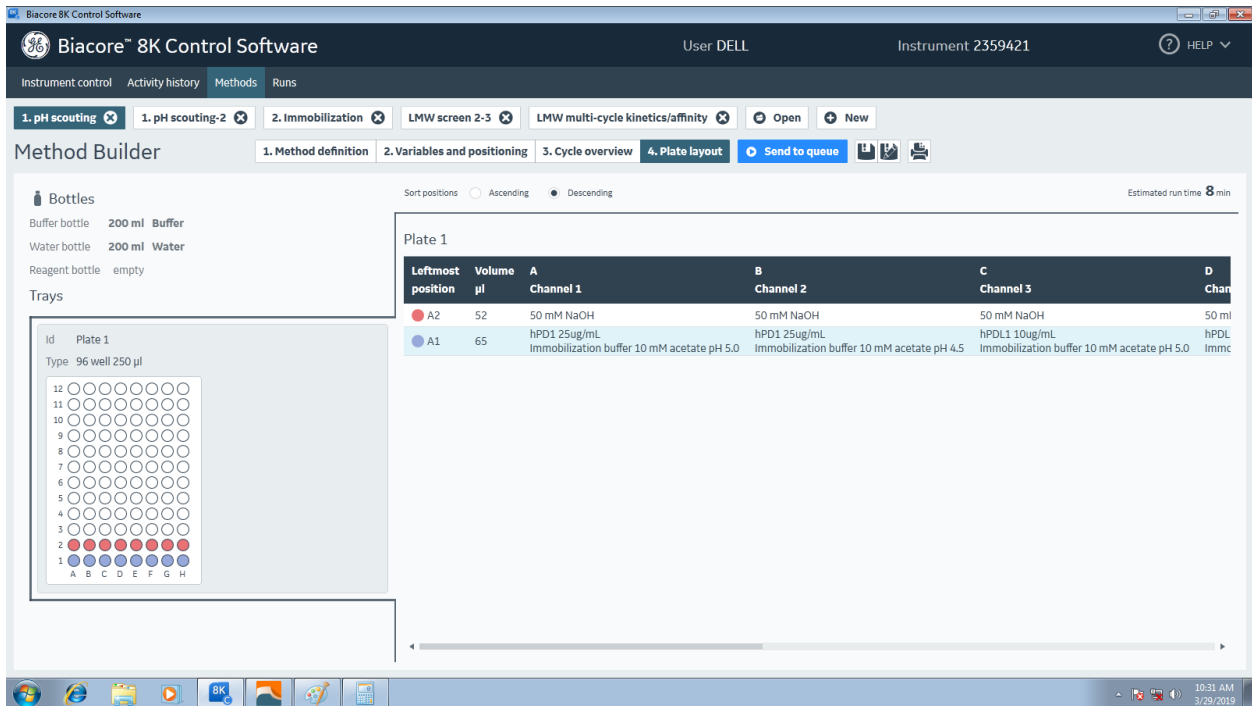 Biacore 8K Control Software
Biacore™ 8K Control Software
User DELL
Instrument 2359421
HELP
Instrument control Activity history Methods Runs
1. pH scouting 1. pH scouting-2 2. Immobilization LMW screen 2-3 LMW multi-cycle kinetics/affinity Open New
Method Builder
1. Method definition 2. Variables and positioning 3. Cycle overview 4. Plate layout Send to queue
Bottles
Buffer bottle 200 ml Buffer
Water bottle 200 ml Water
Reagent bottle empty
Trays
Id Plate 1
Type 96 well 250 µl
12
11
10
9
8
7
6
5
4
3
2
1
A B C D E F G H
Sort positions Ascending Descending
Estimated run time 8 min
Plate 1
Leftmost Volume A B C D
position µl Channel 1 Channel 2 Channel 3 Chan
A2 52 50 mM NaOH 50 mM NaOH 50 mM NaOH 50 ml
A1 65 hPD1 25ug/mL hPD1 25ug/mL hPDL1 10ug/mL hPDL
Immobilization buffer 10 mM acetate pH 5.0 Immobilization buffer 10 mM acetate pH 4.5 Immobilization buffer 10 mM acetate pH 5.0 Immc
8K
10:31 AM
3/29/2019